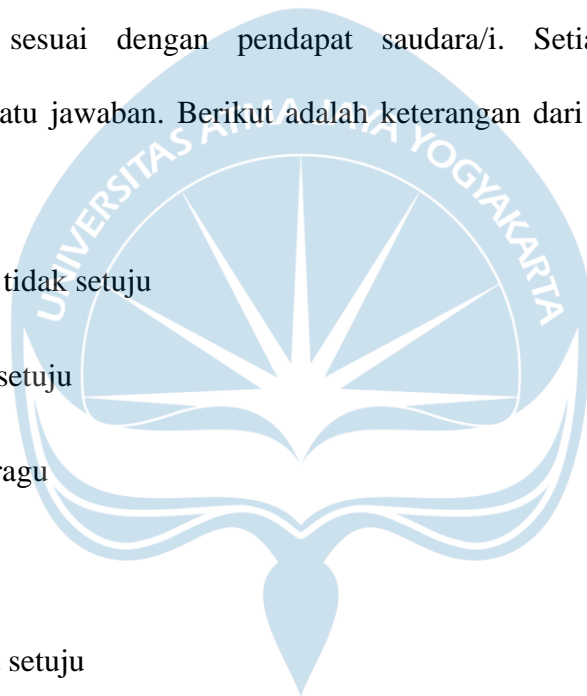 sesuai dengan pendapat saudara/i.
atu jawaban. Berikut adalah keterangan dari
UNIVERSITAS ATMA JAYA YOGYAKARTA
tidak setuju
setuju
ragu
setuju